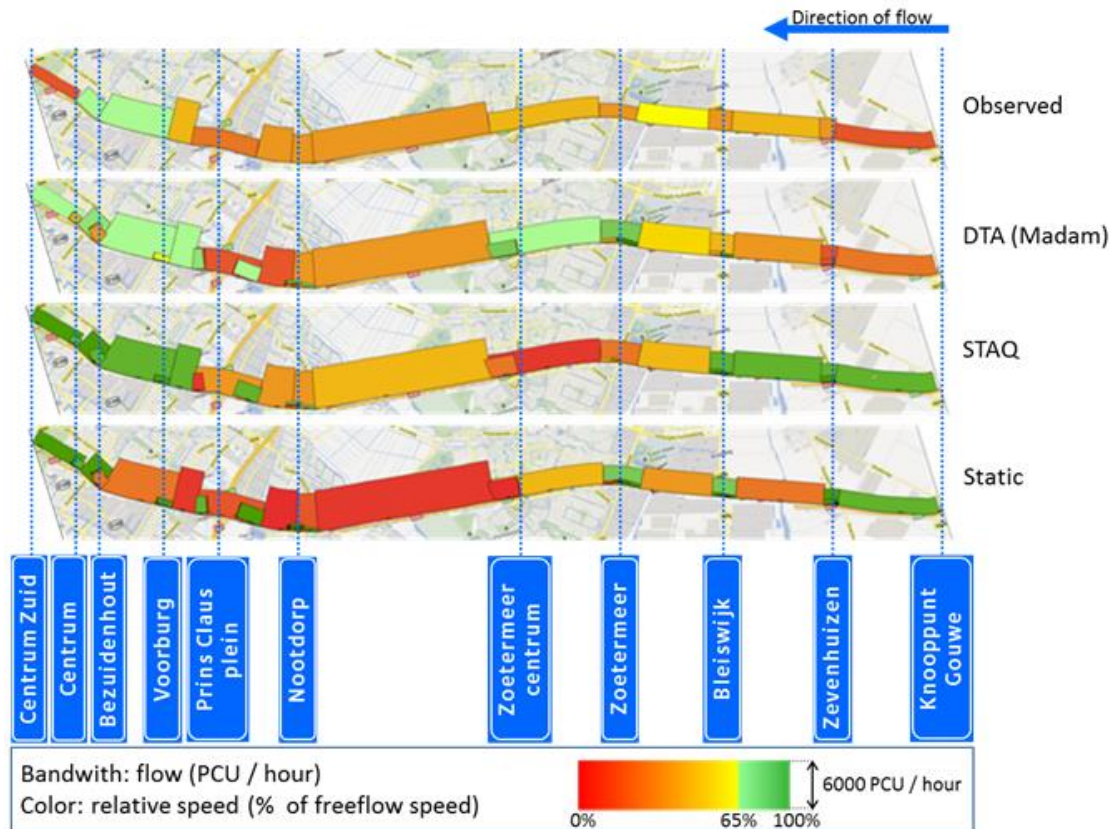 Direction of flow
Observed
DTA (Madam)
STAQ
Static
Centrum Zuid
Centrum
Bezuidenhout
Voorburg
Prins Claus
plein
Nootdorp
Zoetermeer
centrum
Zoetermeer
Bleiswijk
Zevenhuizen
Knooppunt
Gouwe
Bandwith: flow (PCU / hour)
Color: relative speed (% of freeflow speed)
6000 PCU / hour
0%
65%
100%